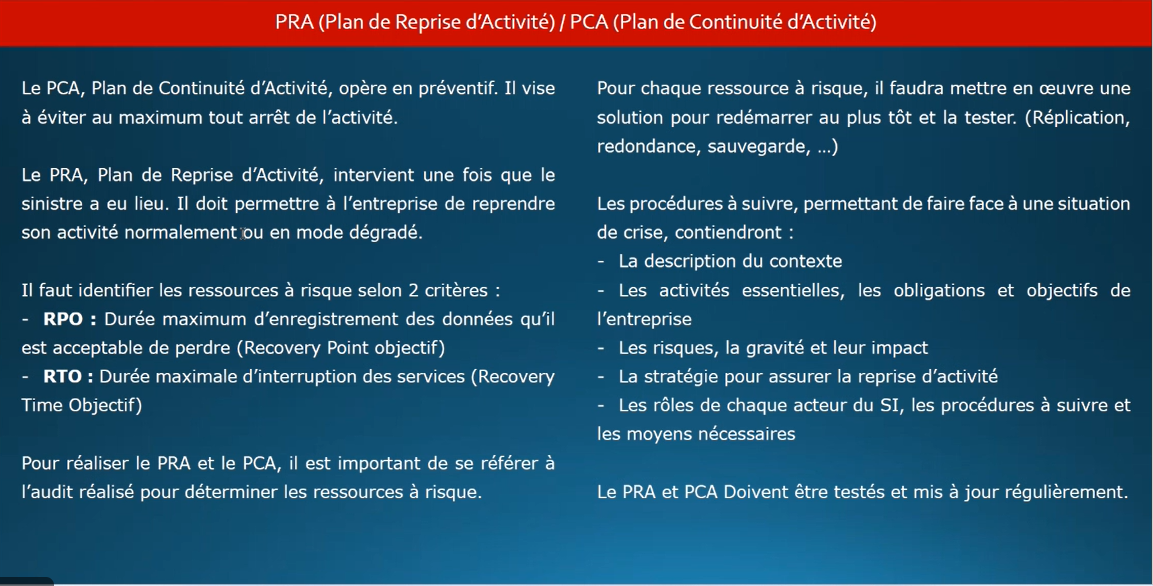 PRA (Plan de Reprise d'Activité) / PCA (Plan de Continuité d'Activité)
Le PCA, Plan de Continuité d'Activité, opère en préventif. Il vise
à éviter au maximum tout arrêt de l'activité.
Le PRA, Plan de Reprise d'Activité, intervient une fois que le
sinistre a eu lieu. Il doit permettre à l'entreprise de reprendre
son activité normalement ou en mode dégradé.
Il faut identifier les ressources à risque selon 2 critères :
- RPO : Durée maximum d'enregistrement des données qu'il
est acceptable de perdre (Recovery Point objectif)
- RTO : Durée maximale d'interruption des services (Recovery
Time Objectif)
Pour réaliser le PRA et le PCA, il est important de se référer à
l'audit réalisé pour déterminer les ressources à risque.
Pour chaque ressource à risque, il faudra mettre en œuvre une
solution pour redémarrer au plus tôt et la tester. (Réplication,
redondance, sauvegarde, ...)
Les procédures à suivre, permettant de faire face à une situation
de crise, contiendront :
- La description du contexte
- Les activités essentielles, les obligations et objectifs de
l'entreprise
- Les risques, la gravité et leur impact
- La stratégie pour assurer la reprise d'activité
- Les rôles de chaque acteur du SI, les procédures à suivre et
les moyens nécessaires
Le PRA et PCA Doivent être testés et mis à jour régulièrement.